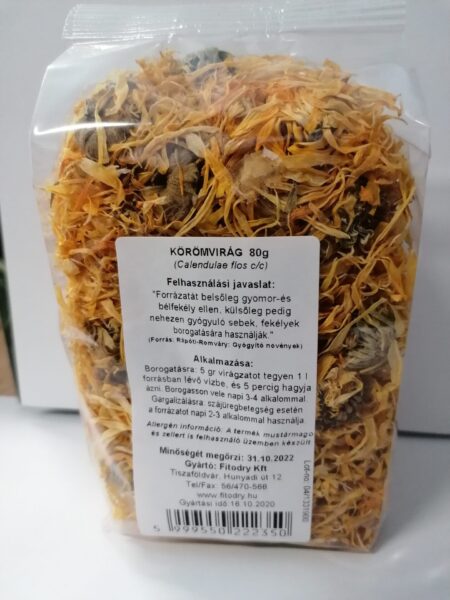 KÖRÖMVIRÁG 80g
(Calendulae flos c/c)
Felhasználási javaslat:
"Forrázatát belsőleg gyomor-és
bélfekély ellen, külsőleg pedig
nehezen gyógyuló sebek, fekélyek
borogatására használják."
(Forrás: Rápóti-Romváry: Gyógyító növények)
Alkalmazása:
Borogatásra: 5 gr virágzatot tegyen 1 l
forrásban lévő vízbe, és 5 percig hagyja
ázni. Borogasson vele napi 3-4 alkalommal.
Gargalizálásra: szájüregbetegség esetén
a forrázatot napi 2-3 alkalommal használja.
Allergén információ: A termék mustármagot
és zellert is felhasználó üzemben készült.
Minőségét megőrzi: 31.10.2022
Gyártó: Fitodry Kft
Tiszaföldvár. Hunyadi út 12
Tel/Fax: 56/470-566
www.fitodry.hu
Gyártási idő:16.10.2020
5 999550 222350